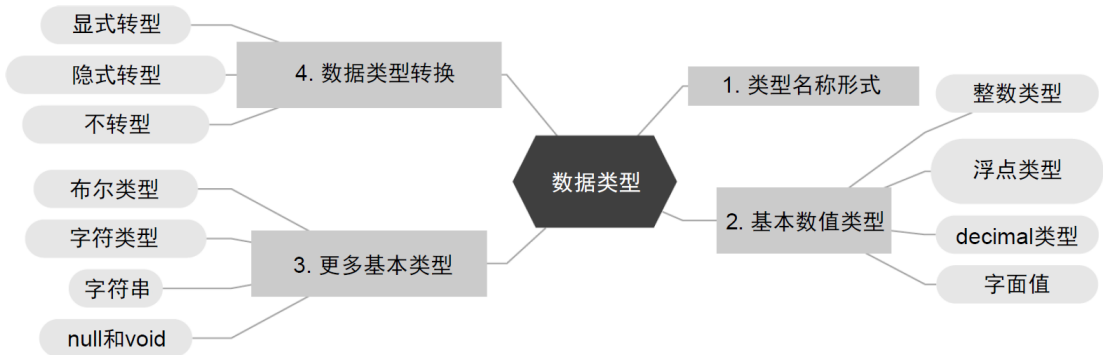 数据类型
1. 类型名称形式
2. 基本数值类型
整数类型
浮点类型
decimal类型
字面值
3. 更多基本类型
布尔类型
字符类型
字符串
null和void
4. 数据类型转换
显式转型
隐式转型
不转型